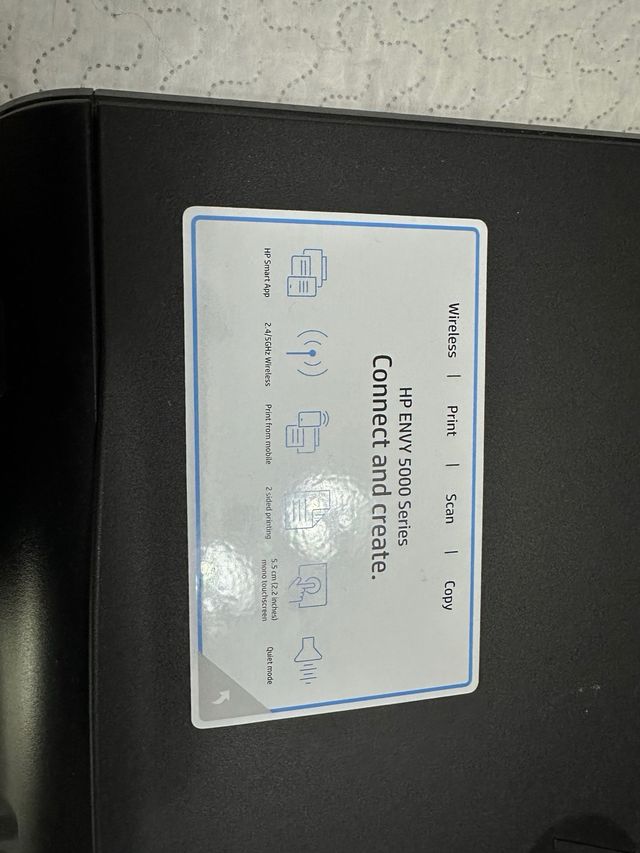 Wireless | Print | Scan | Copy
HP ENVY 5000 Series
Connect and create.
HP Smart App
2.4/5GHz Wireless
Print from mobile
2 sided printing
5.5 cm (2.2 inches)
mono touchscreen
Quiet mode